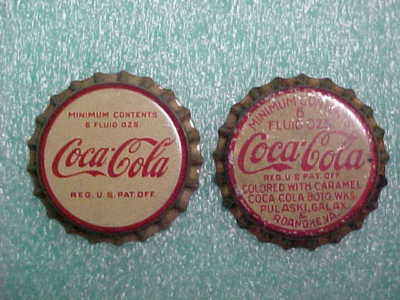 MINIMUM CONTENTS
6 FLUID OZS.
Coca-Cola
REG. U.S. PAT. OFF.
MINIMUM CONTENTS
6
FLUID OZS.
Coca-Cola
REG. U.S. PAT. OFF.
COLORED WITH CARAMEL
COCA COLA BOTG. WKS.
PULASKI, GALAX
&
ROANOKE VA.